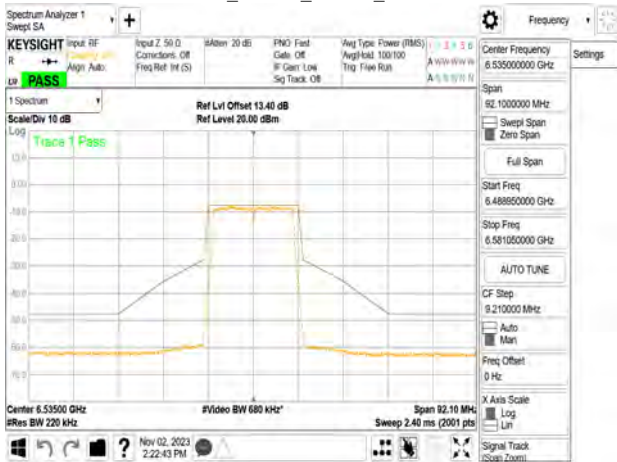 Spectrum Analyzer 1
Swept SA
Frequency
KEYSIGHT
Input: RF
Align: Auto
Input Z: 50 Ω
Corrections: Off
Freq Ref: Int (S)
#Atten: 20 dB
PNO: Fast
Gate: Off
IF Gain: Low
Sig Track: Off
Avg Type: Power (RMS)
Avg|Hold: 100/100
Trig: Free Run
PASS
Settings
Center Frequency
6.535000000 GHz
Span
92.1000000 MHz
Swept Span
Zero Span
Full Span
Start Freq
6.488950000 GHz
Stop Freq
6.581050000 GHz
AUTO TUNE
CF Step
9.210000 MHz
Auto
Man
Freq Offset
0 Hz
X Axis Scale
Log
Lin
Signal Track
(Span Zoom)
1 Spectrum
Scale/Div 10 dB
Ref Lvl Offset 13.40 dB
Ref Level 20.00 dBm
Log
Trace 1 Pass
Center 6.53500 GHz
#Res BW 220 kHz
#Video BW 680 kHz*
Span 92.10 MHz
Sweep 2.40 ms (2001 pts
Nov 02, 2023
2:22:43 PM